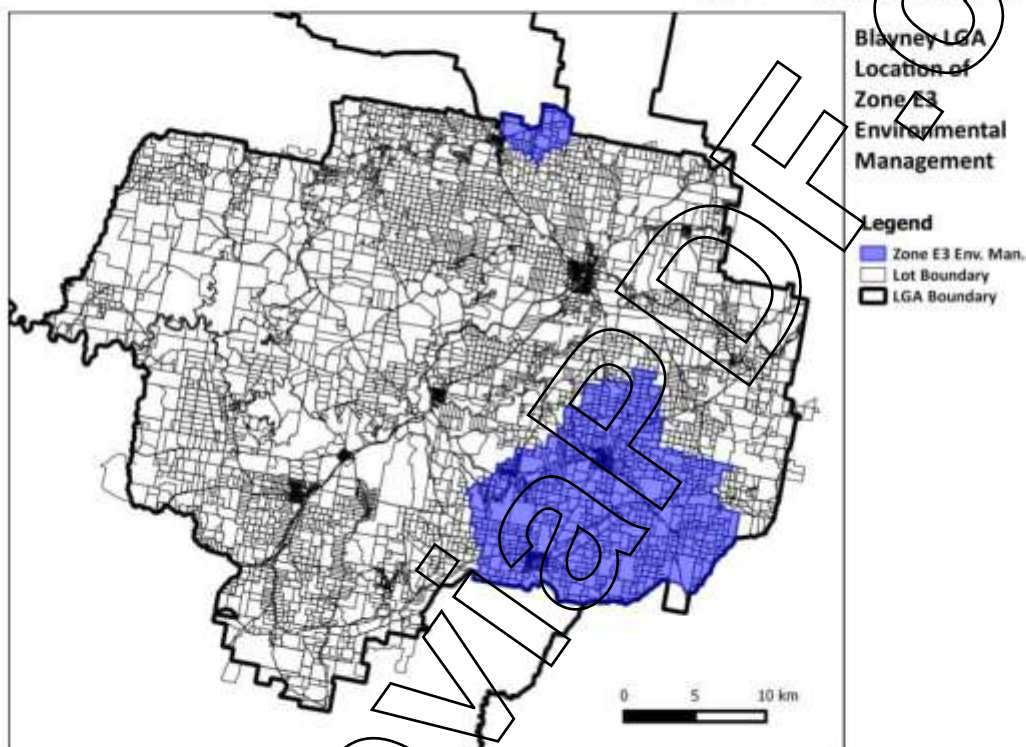 Blayney LGA
Location of
Zone E3
Environmental
Management
Legend
Zone E3 Env. Man.
Lot Boundary
LGA Boundary
0 5 10 km
viaPDF